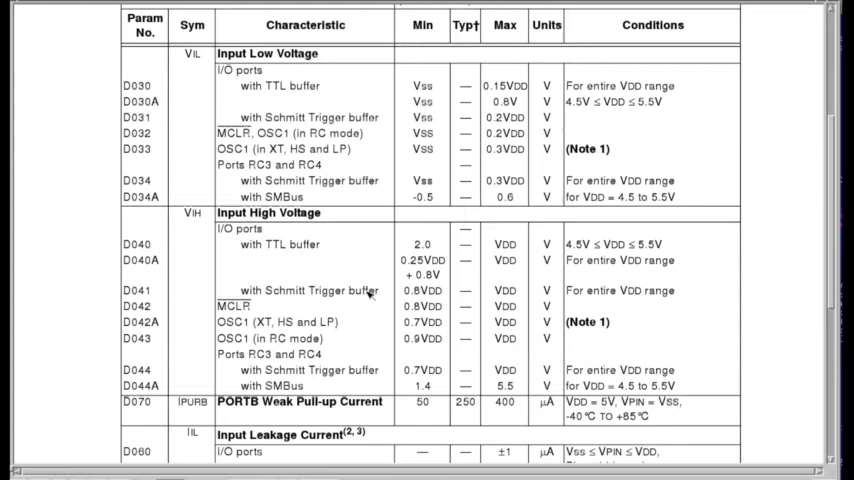 Param No. Sym Characteristic Min Typ† Max Units Conditions
VIL Input Low Voltage
I/O ports
D030 with TTL buffer Vss — 0.15VDD V For entire VDD range
D030A Vss — 0.8V V 4.5V ≤ VDD ≤ 5.5V
D031 with Schmitt Trigger buffer Vss — 0.2VDD V
D032 MCLR, OSC1 (in RC mode) VSS — 0.2VDD V
D033 OSC1 (in XT, HS and LP) VSS — 0.3VDD V (Note 1)
Ports RC3 and RC4 —
D034 with Schmitt Trigger buffer Vss — 0.3VDD V For entire VDD range
D034A with SMBus -0.5 — 0.6 V for VDD = 4.5 to 5.5V
VIH Input High Voltage
I/O ports —
D040 with TTL buffer 2.0 — VDD V 4.5V ≤ VDD ≤ 5.5V
D040A 0.25VDD — VDD V For entire VDD range
+ 0.8V
D041 with Schmitt Trigger buffer 0.8VDD — VDD V For entire VDD range
D042 MCLR 0.8VDD — VDD V
D042A OSC1 (XT, HS and LP) 0.7VDD — VDD V (Note 1)
D043 OSC1 (in RC mode) 0.9VDD — VDD V
Ports RC3 and RC4
D044 with Schmitt Trigger buffer 0.7VDD — VDD V For entire VDD range
D044A with SMBus 1.4 — 5.5 V for VDD = 4.5 to 5.5V
D070 IPURB PORTB Weak Pull-up Current 50 250 400 µA VDD = 5V, VPIN = VSS,
-40°C TO +85°C
IIL Input Leakage Current(2, 3)
D060 I/O ports — — ±1 µA Vss ≤ VPIN ≤ VDD,